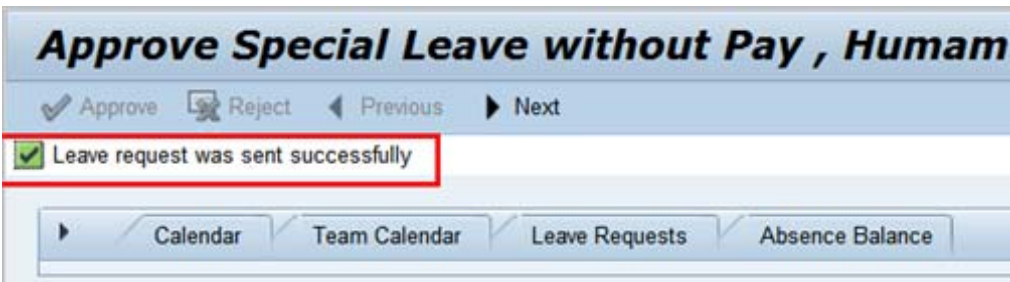 Approve Special Leave without Pay , Humam
Approve Reject Previous Next
Leave request was sent successfully
Calendar Team Calendar Leave Requests Absence Balance